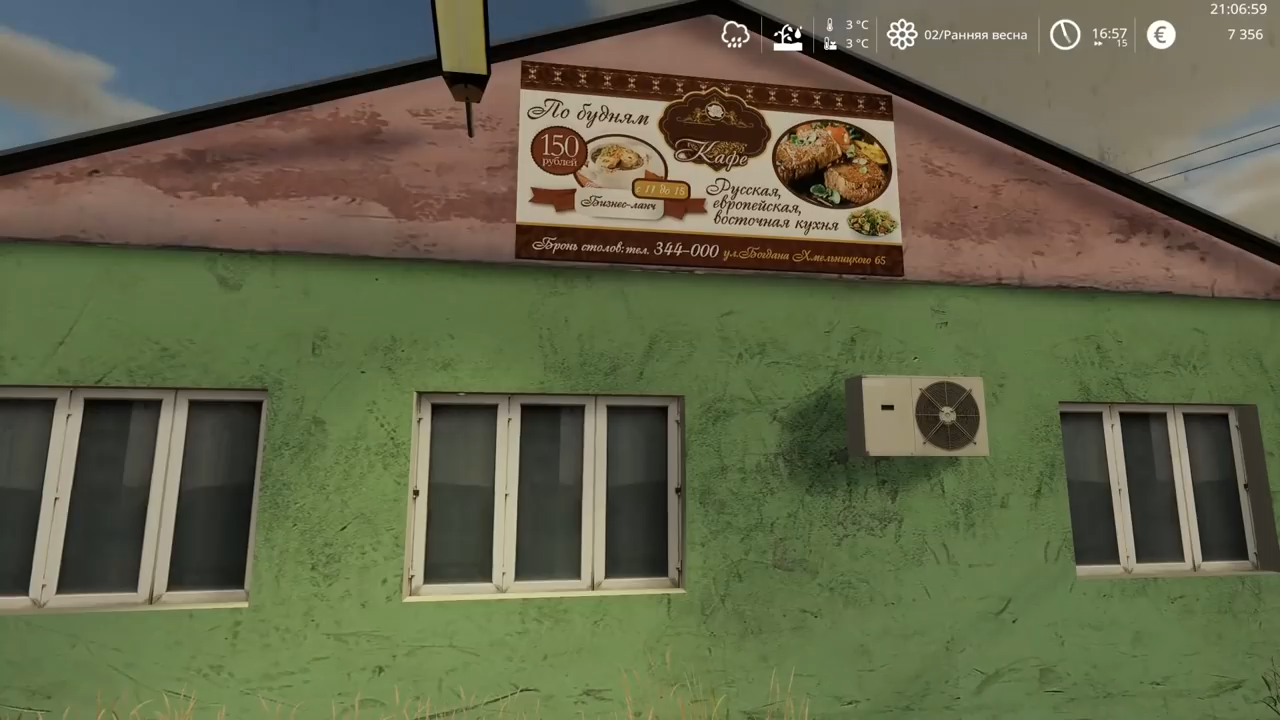 21:06:59
3 °C
3 °C
02/Ранняя весна
16:57
15
€
7 356
По будням
150
рублей
Кафе
с 11 до 15
Бизнес-ланч
Русская,
европейская,
восточная кухня
Бронь столов: тел. 344-000 ул.Богдана Хмельницкого 65